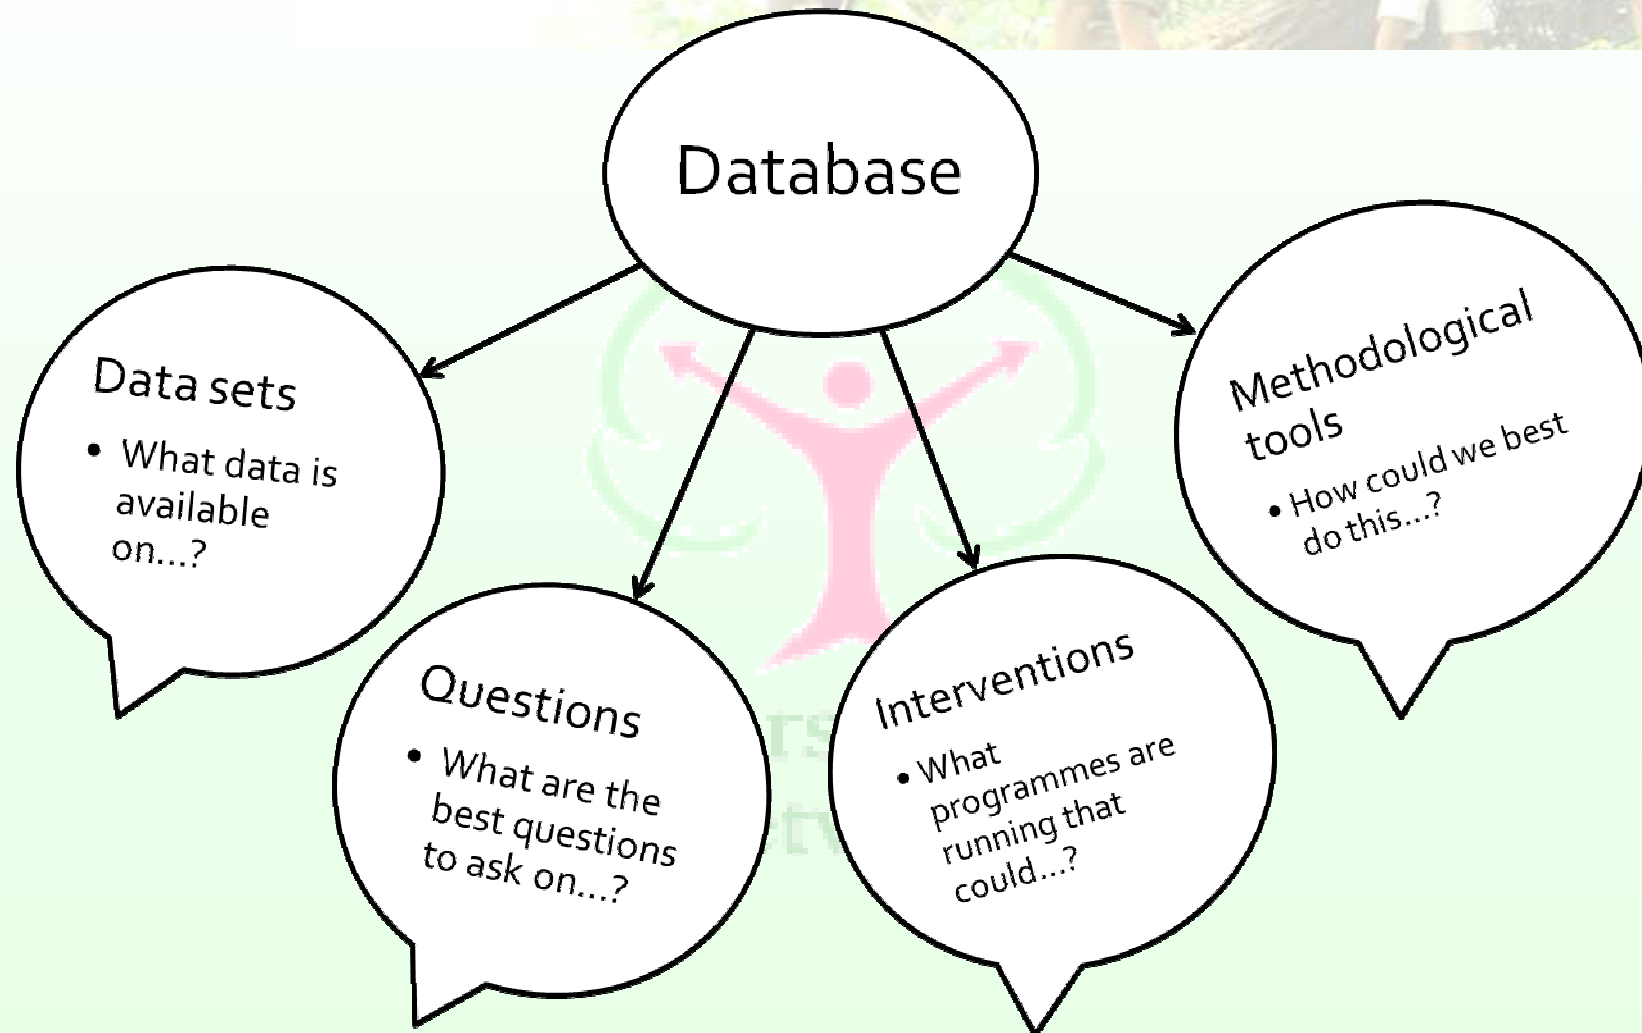 Database
Data sets
• What data is
available
on...?
Questions
• What are the
best questions
to ask on...?
Interventions
• What
programmes are
running that
could...?
Methodological
tools
• How could we best
do this...?